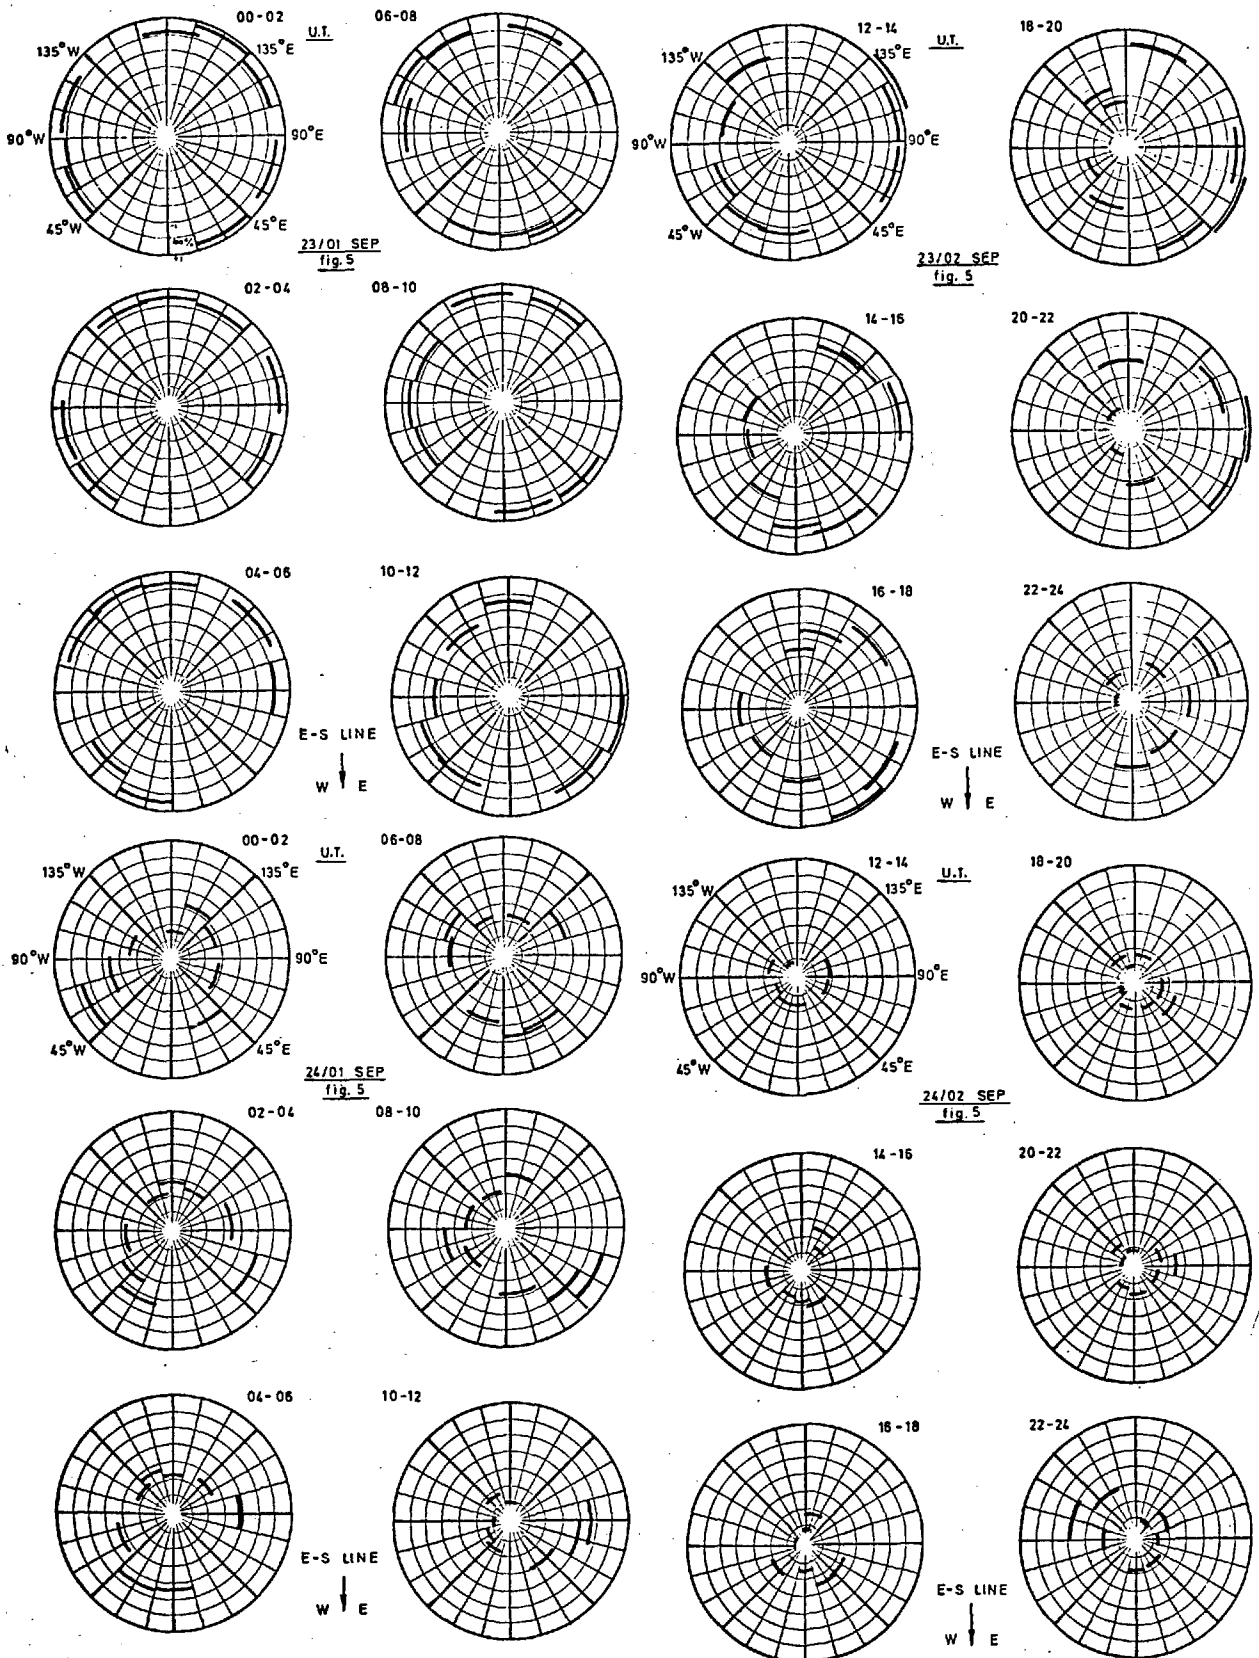 00-02 U.T. 06-08
135°W 135°E
90°W 90°E
45°W 45°E
23/01 SEP
fig. 5
02-04 08-10
04-06 10-12
E-S LINE
W E
12-14 U.T. 18-20
135°W 135°E
90°W 90°E
45°W 45°E
23/02 SEP
fig. 5
14-16 20-22
16-18 22-24
E-S LINE
W E
00-02 U.T. 06-08
135°W 135°E
90°W 90°E
45°W 45°E
24/01 SEP
fig. 5
02-04 08-10
04-06 10-12
E-S LINE
W E
12-14 U.T. 18-20
135°W 135°E
90°W 90°E
45°W 45°E
24/02 SEP
fig. 5
14-16 20-22
16-18 22-24
E-S LINE
W E